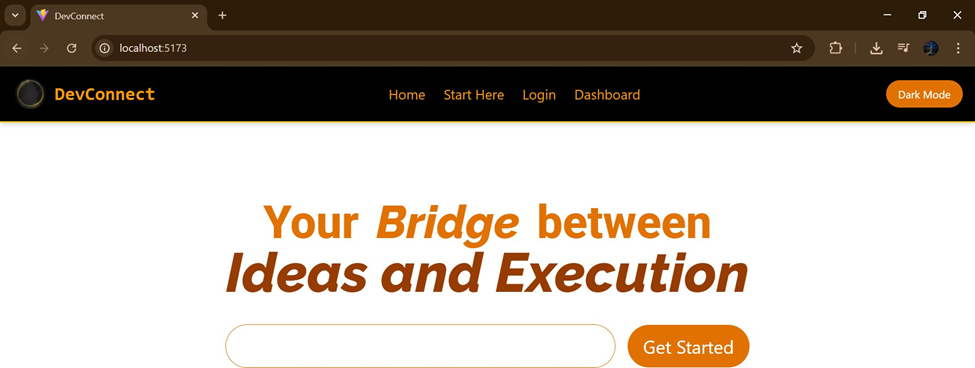 DevConnect
localhost:5173
DevConnect
Home Start Here Login Dashboard
Dark Mode
Your Bridge between
Ideas and Execution
Get Started